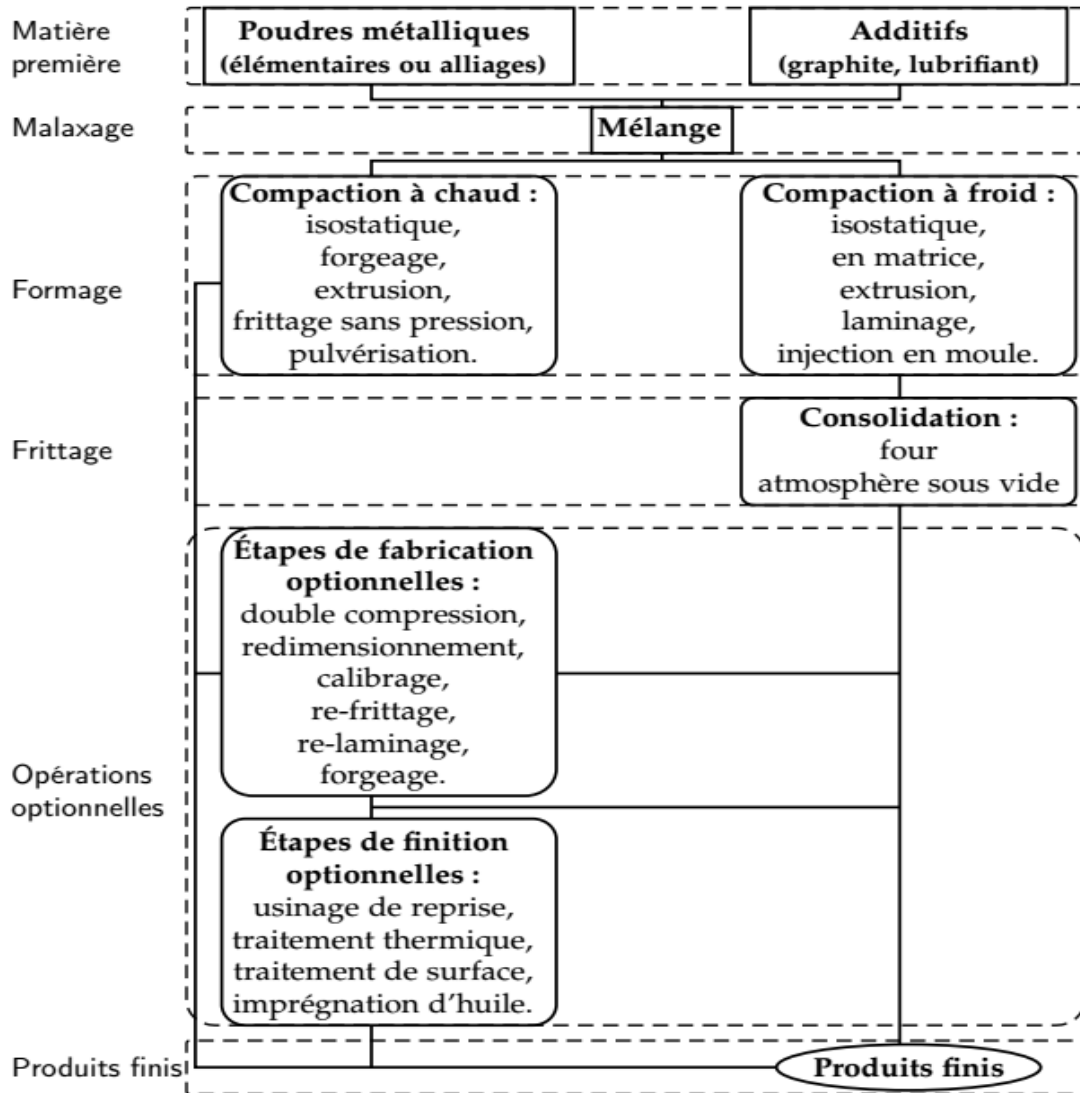 Matière
première
Poudres métalliques
(élémentaires ou alliages)
Additifs
(graphite, lubrifiant)
Malaxage
Mélange
Formage
Compaction à chaud :
isostatique,
forgeage,
extrusion,
frittage sans pression,
pulvérisation.
Compaction à froid :
isostatique,
en matrice,
extrusion,
laminage,
injection en moule.
Frittage
Consolidation :
four
atmosphère sous vide
Opérations
optionnelles
Étapes de fabrication
optionnelles :
double compression,
redimensionnement,
calibrage,
re-frittage,
re-laminage,
forgeage.
Étapes de finition
optionnelles :
usinage de reprise,
traitement thermique,
traitement de surface,
imprégnation d'huile.
Produits finis
Produits finis